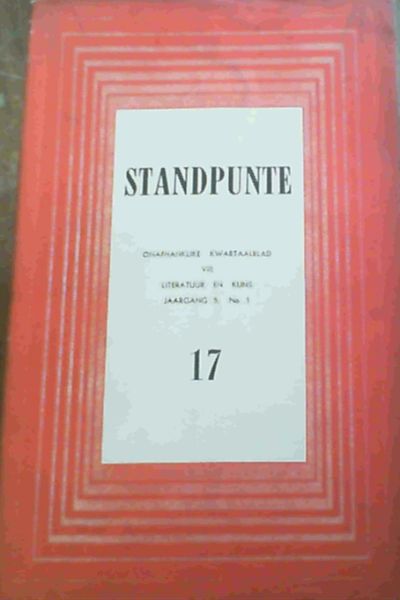 STANDPUNTE
ONAFHANKLIKE KWARTAALBLAD
VIR
LITERATUUR EN KUNS
JAARGANG 5, No. 1
17